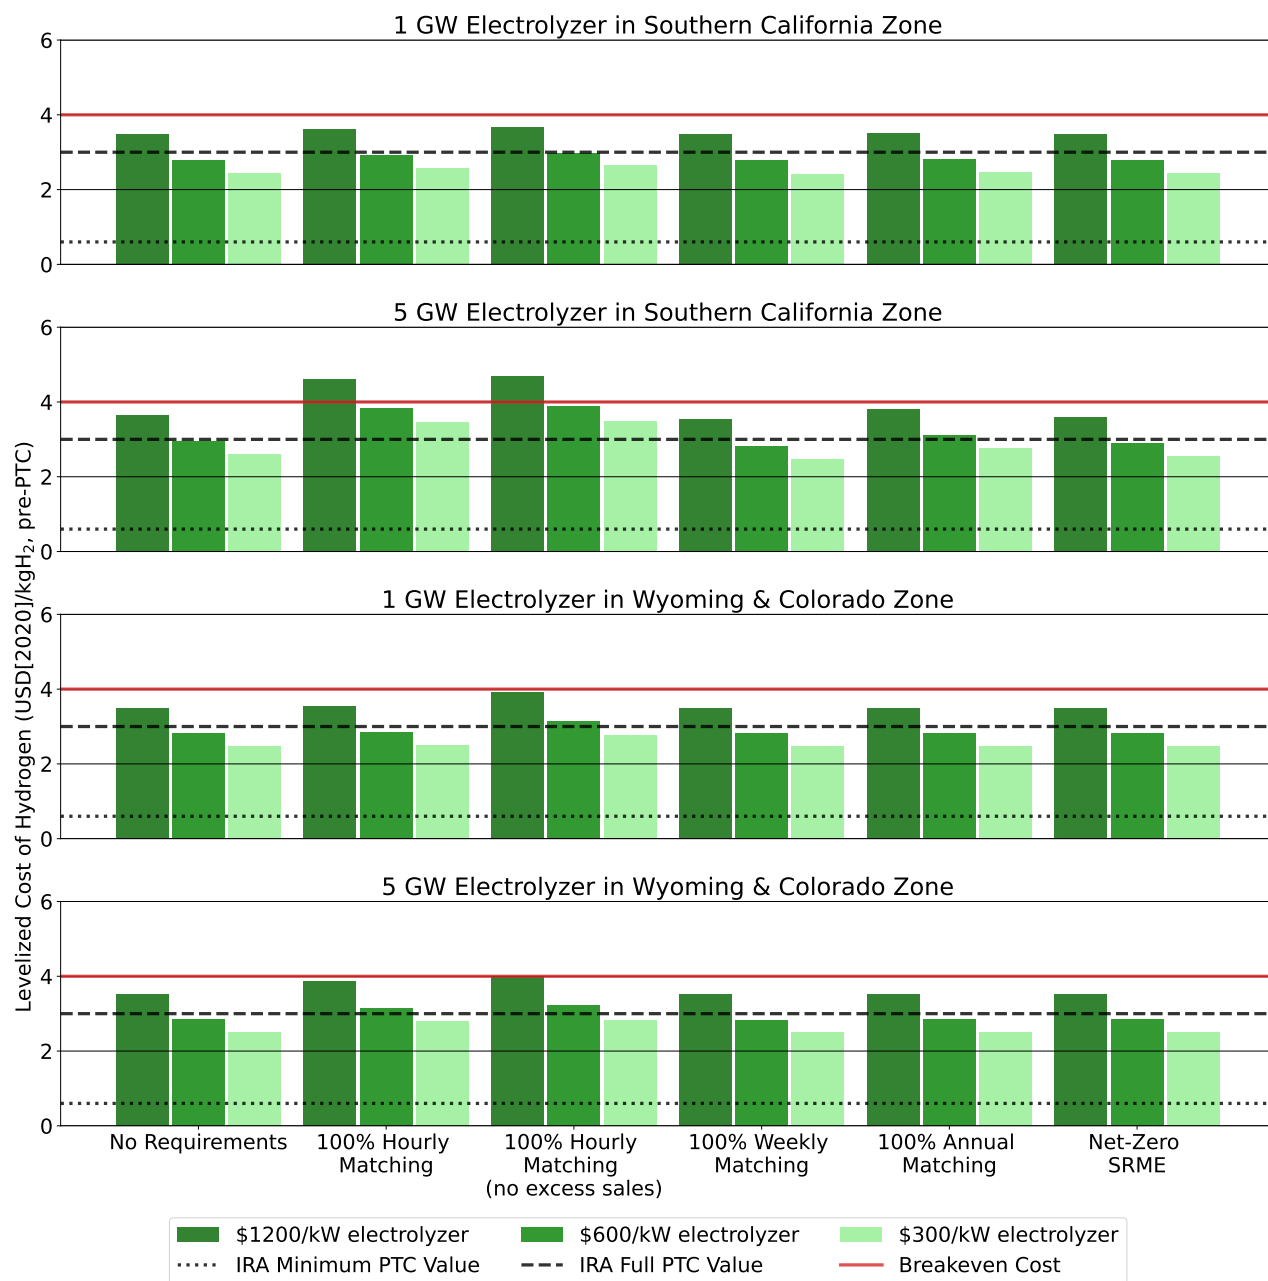 1 GW Electrolyzer in Southern California Zone
6
4
2
0
5 GW Electrolyzer in Southern California Zone
6
4
2
0
1 GW Electrolyzer in Wyoming & Colorado Zone
6
4
2
0
5 GW Electrolyzer in Wyoming & Colorado Zone
6
4
2
0
Levelized Cost of Hydrogen (USD[2020]/kgH₂, pre-PTC)
No Requirements
100% Hourly
Matching
100% Hourly
Matching
(no excess sales)
100% Weekly
Matching
100% Annual
Matching
Net-Zero
SRME
$1200/kW electrolyzer
$600/kW electrolyzer
$300/kW electrolyzer
IRA Minimum PTC Value
IRA Full PTC Value
Breakeven Cost